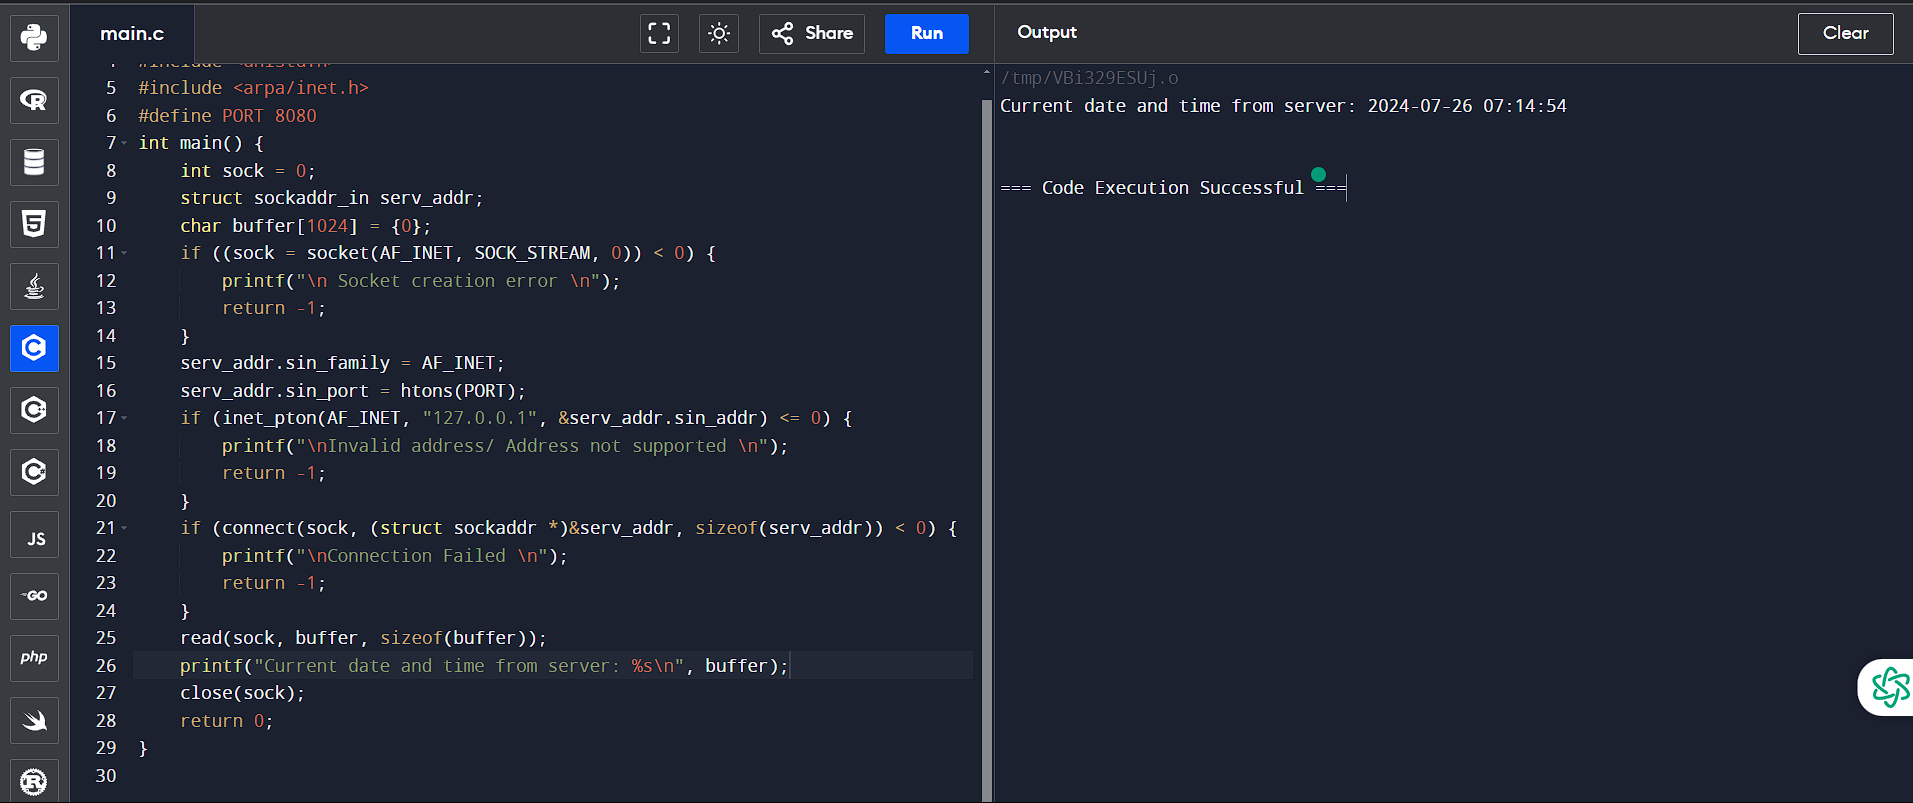 main.c
Share
Run
Output
Clear
4 #include <unistd.h>
5 #include <arpa/inet.h>
6 #define PORT 8080
7 int main() {
8     int sock = 0;
9     struct sockaddr_in serv_addr;
10     char buffer[1024] = {0};
11     if ((sock = socket(AF_INET, SOCK_STREAM, 0)) < 0) {
12         printf("\n Socket creation error \n");
13         return -1;
14     }
15     serv_addr.sin_family = AF_INET;
16     serv_addr.sin_port = htons(PORT);
17     if (inet_pton(AF_INET, "127.0.0.1", &serv_addr.sin_addr) <= 0) {
18         printf("\nInvalid address/ Address not supported \n");
19         return -1;
20     }
21     if (connect(sock, (struct sockaddr *)&serv_addr, sizeof(serv_addr)) < 0) {
22         printf("\nConnection Failed \n");
23         return -1;
24     }
25     read(sock, buffer, sizeof(buffer));
26     printf("Current date and time from server: %s\n", buffer);
27     close(sock);
28     return 0;
29 }
30
/tmp/VBi329ESUj.o
Current date and time from server: 2024-07-26 07:14:54
=== Code Execution Successful ===
R
5
C
C
C
JS
GO
php
R